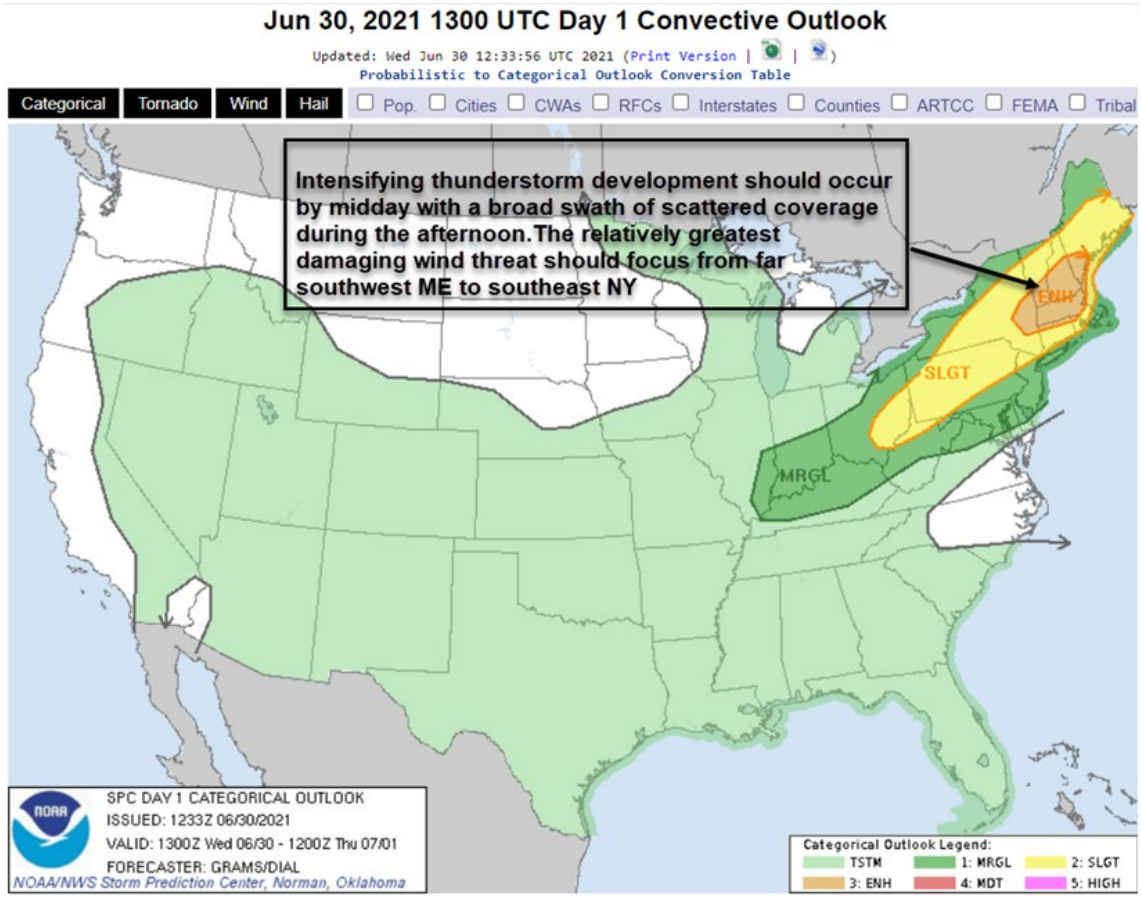 Jun 30, 2021 1300 UTC Day 1 Convective Outlook
Updated: Wed Jun 30 12:33:56 UTC 2021 (Print Version | | )
Probabilistic to Categorical Outlook Conversion Table
Categorical Tornado Wind Hail Pop. Cities CWAs RFCs Interstates Counties ARTCC FEMA Tribal
Intensifying thunderstorm development should occur
by midday with a broad swath of scattered coverage
during the afternoon.The relatively greatest
damaging wind threat should focus from far
southwest ME to southeast NY
ENH
SLGT
MRGL
NOAA
SPC DAY 1 CATEGORICAL OUTLOOK
ISSUED: 1233Z 06/30/2021
VALID: 1300Z Wed 06/30 - 1200Z Thu 07/01
FORECASTER: GRAMS/DIAL
NOAA/NWS Storm Prediction Center, Norman, Oklahoma
Categorical Outlook Legend:
TSTM 1: MRGL 2: SLGT
3: ENH 4: MDT 5: HIGH